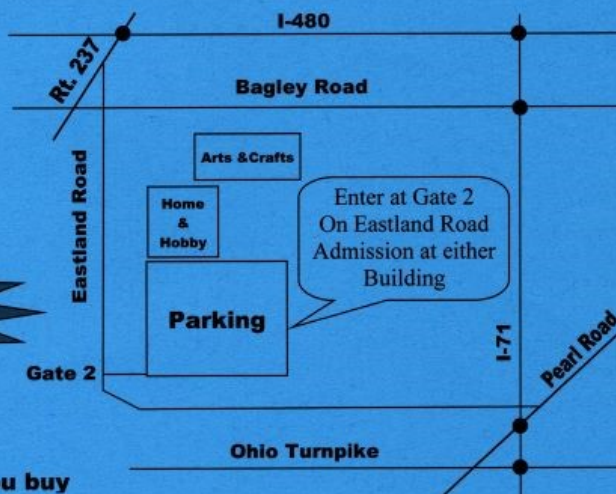 I-480
Rt. 237
Bagley Road
Arts &Crafts
Eastland Road
Home
&
Hobby
Enter at Gate 2
On Eastland Road
Admission at either
Building
Parking
I-71
Pearl Road
Gate 2
Ohio Turnpike
u buy